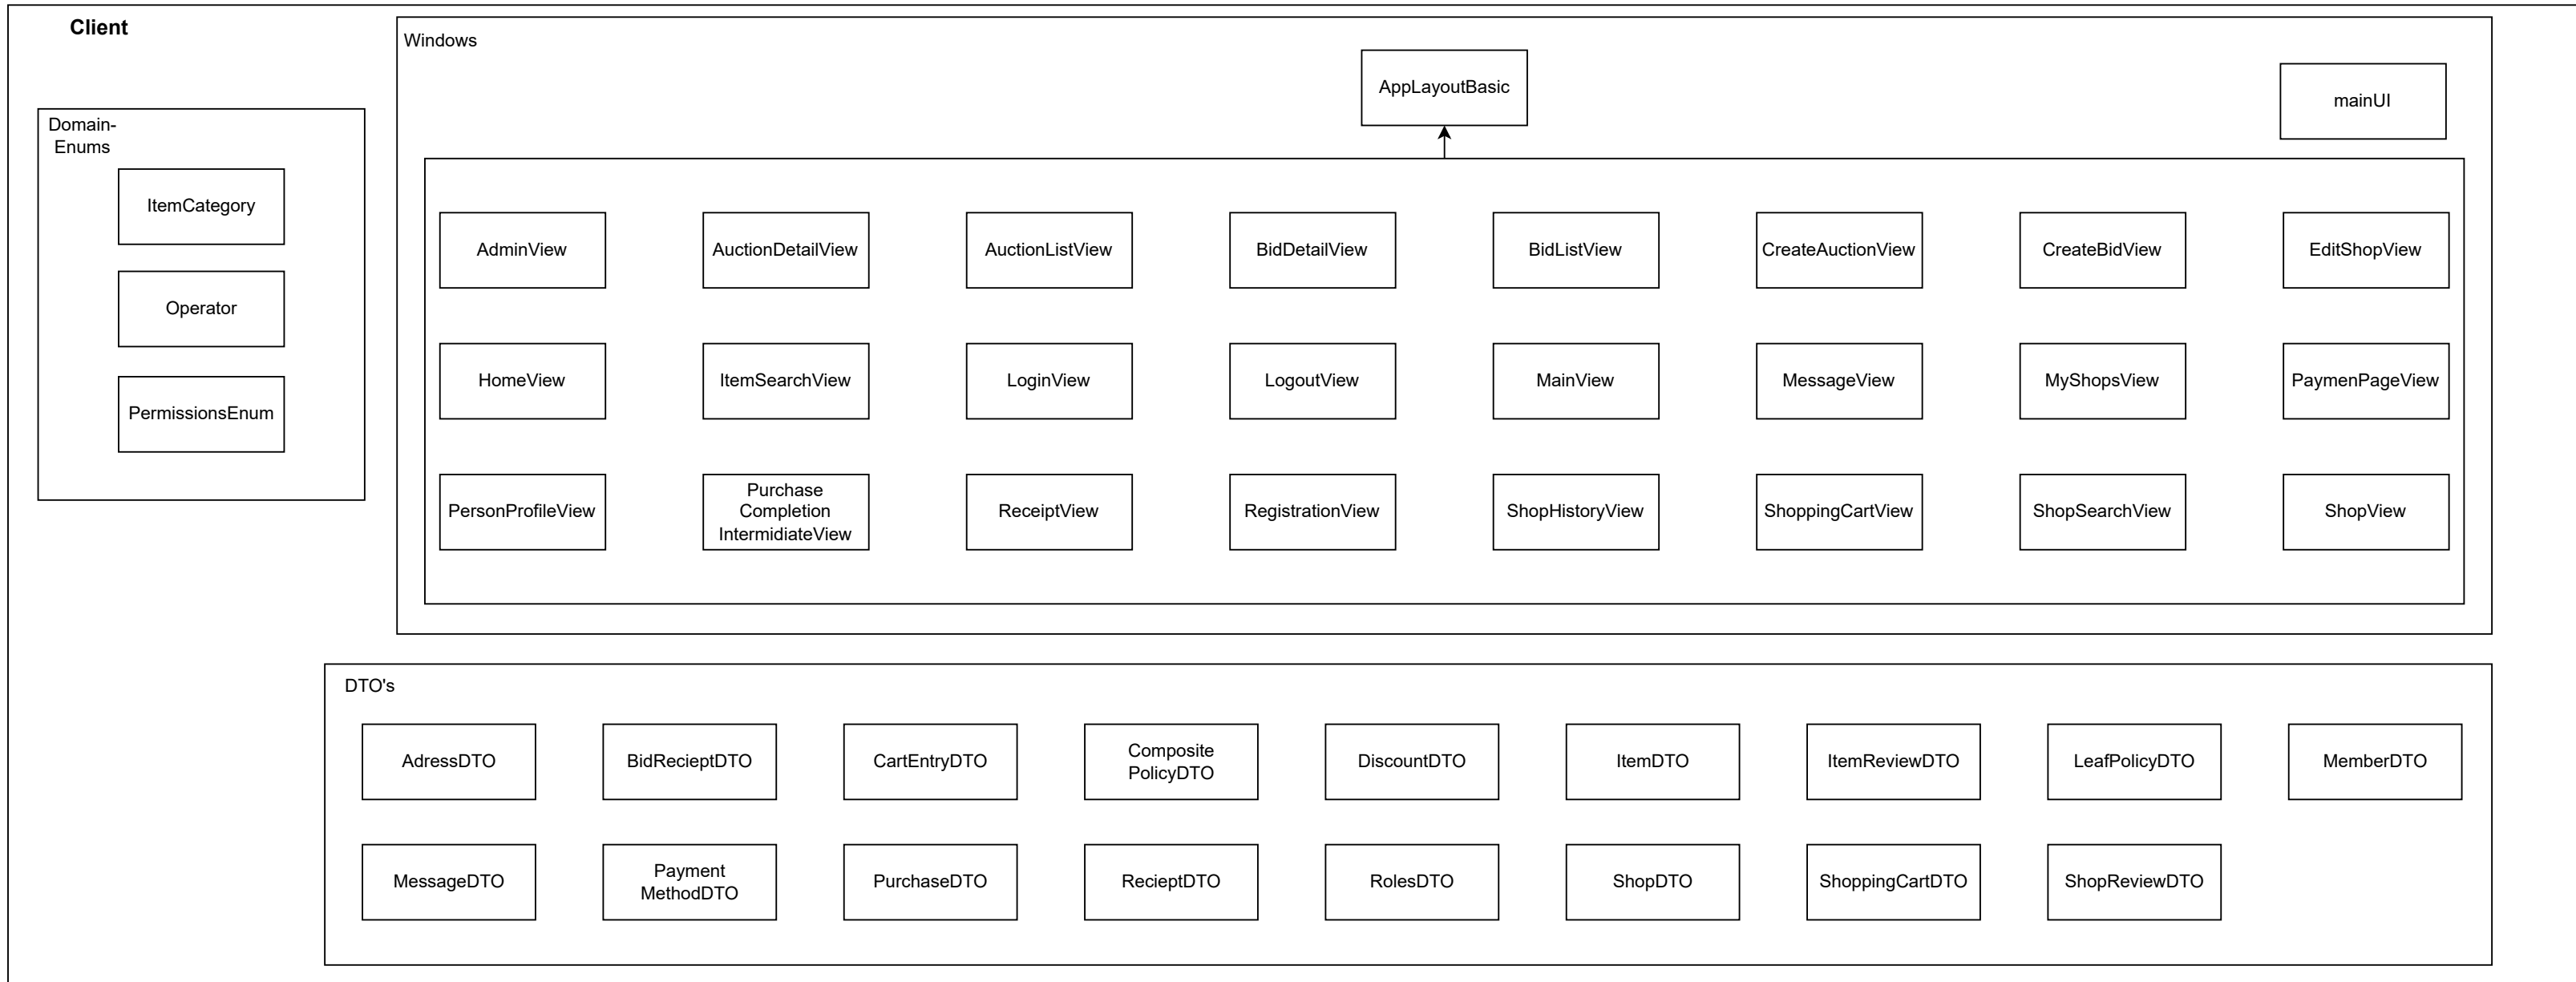 Client
Windows
AppLayoutBasic
mainUI
Domain-
Enums
ItemCategory
Operator
PermissionsEnum
AdminView
AuctionDetailView
AuctionListView
BidDetailView
BidListView
CreateAuctionView
CreateBidView
EditShopView
HomeView
ItemSearchView
LoginView
LogoutView
MainView
MessageView
MyShopsView
PaymenPageView
PersonProfileView
Purchase
Completion
IntermidiateView
ReceiptView
RegistrationView
ShopHistoryView
ShoppingCartView
ShopSearchView
ShopView
DTO's
AdressDTO
BidRecieptDTO
CartEntryDTO
Composite
PolicyDTO
DiscountDTO
ItemDTO
ItemReviewDTO
LeafPolicyDTO
MemberDTO
MessageDTO
Payment
MethodDTO
PurchaseDTO
RecieptDTO
RolesDTO
ShopDTO
ShoppingCartDTO
ShopReviewDTO